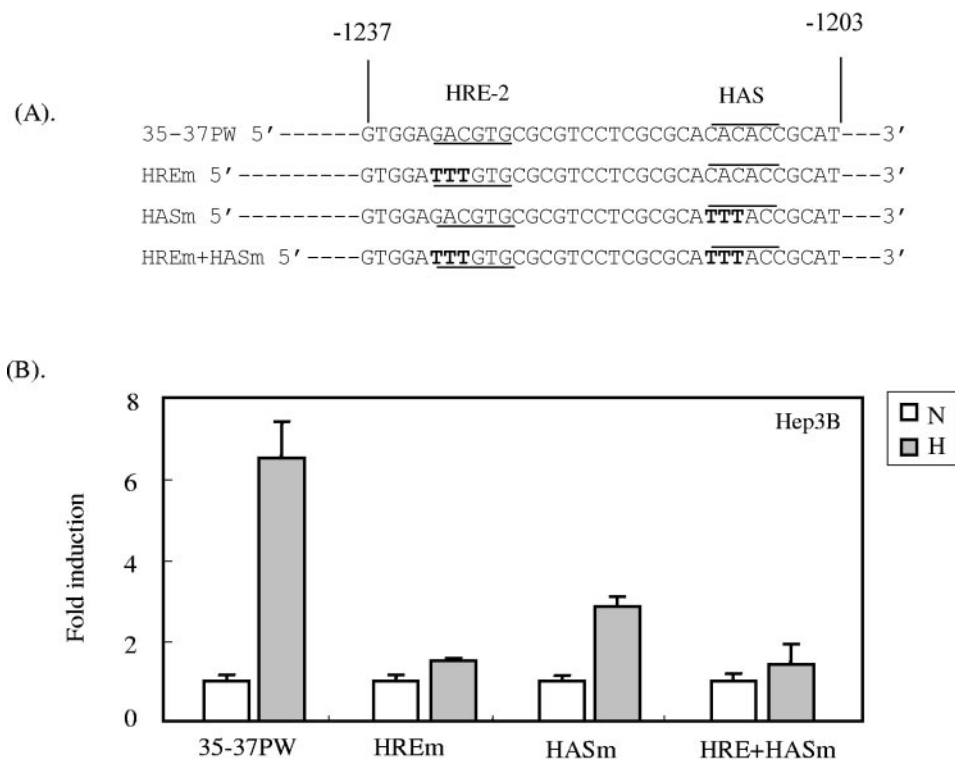 -1237
-1203
(A).
HRE-2
HAS
35-37PW 5′------GTGGAGACGTGCGCGTCCTCGCGCACACACCGCAT---3′
HREm 5′---------GTGGATTTGTGCGCGTCCTCGCGCACACACCGCAT---3′
HASm 5′---------GTGGAGACGTGCGCGTCCTCGCGCATTTACCGCAT---3′
HREm+HASm 5′----GTGGATTTGTGCGCGTCCTCGCGCATTTACCGCAT---3′
(B).
8
6
4
2
0
Fold induction
Hep3B
N
H
35-37PW
HREm
HASm
HRE+HASm